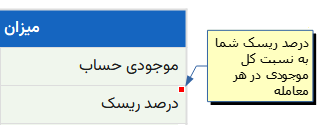 میزان
موجودی حساب
درصد ریسک
درصد ریسک شما
به نسبت کل
موجودی در هر
معامله